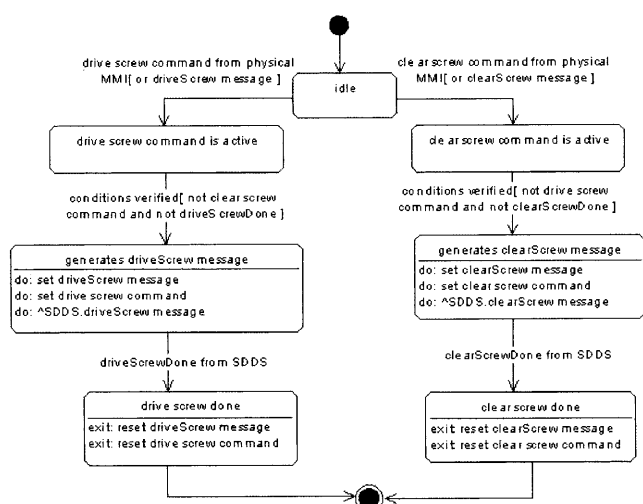 drive screw command from physical
MMI[ or driveScrew message ]
clear screw command from physical
MMI[ or clearScrew message ]
idle
drive screw command is active
clear screw command is active
conditions verified[ not clear screw
command and not driveScrewDone ]
conditions verified[ not drive screw
command and not clearScrewDone ]
generates driveScrew message
do: set driveScrew message
do: set drive screw command
do: ^SDDS.driveScrew message
generates clearScrew message
do: set clearScrew message
do: set clear screw command
do: ^SDDS.clearScrew message
driveScrewDone from SDDS
clearScrewDone from SDDS
drive screw done
exit: reset driveScrew message
exit: reset drive screw command
clear screw done
exit: reset clearScrew message
exit: reset clear screw command